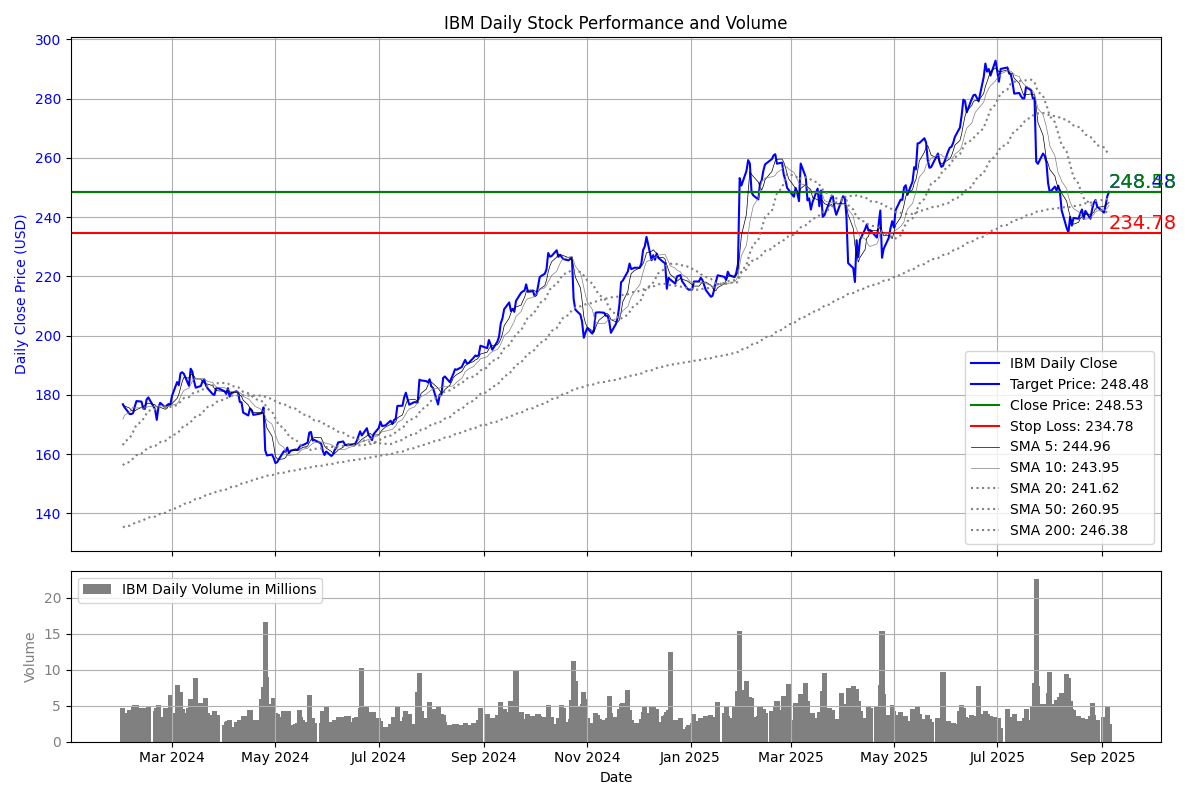 IBM Daily Stock Performance and Volume
300
280
260
240
220
200
180
160
140
Daily Close Price (USD)
248.48
248.53
234.78
IBM Daily Close
Target Price: 248.48
Close Price: 248.53
Stop Loss: 234.78
SMA 5: 244.96
SMA 10: 243.95
SMA 20: 241.62
SMA 50: 260.95
SMA 200: 246.38
IBM Daily Volume in Millions
20
15
10
5
0
Volume
Mar 2024 May 2024 Jul 2024 Sep 2024 Nov 2024 Jan 2025 Mar 2025 May 2025 Jul 2025 Sep 2025
Date